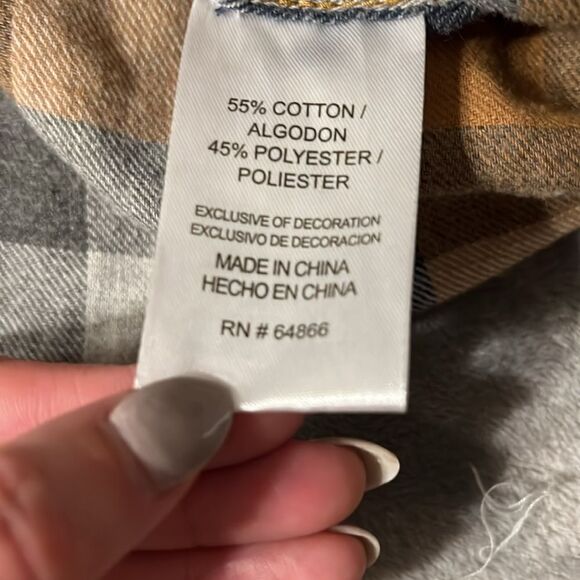 55% COTTON /
ALGODON
45% POLYESTER /
POLIESTER
EXCLUSIVE OF DECORATION
EXCLUSIVO DE DECORACION
MADE IN CHINA
HECHO EN CHINA
RN # 64866